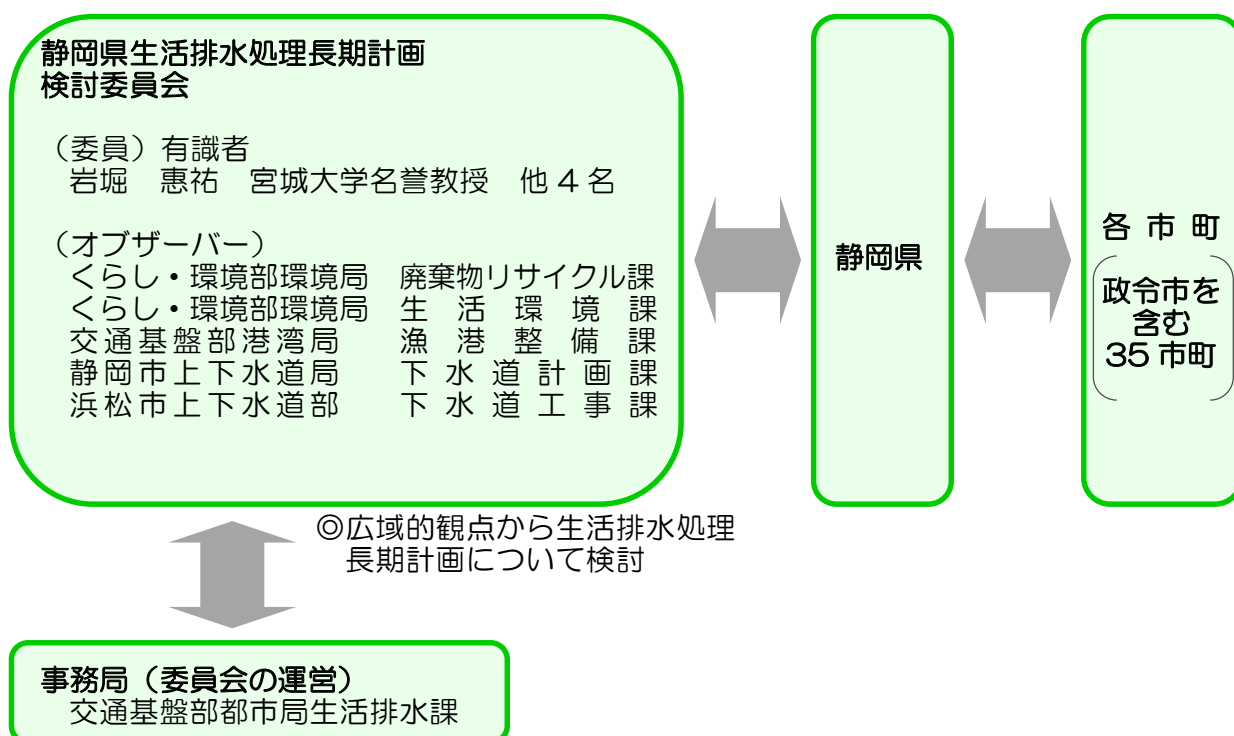 静岡県生活排水処理長期計画
検討委員会
（委員）有識者
岩堀　惠祐　宮城大学名誉教授　他４名
（オブザーバー）
くらし・環境部環境局　廃棄物リサイクル課
くらし・環境部環境局　生活環境課
交通基盤部港湾局　漁港整備課
静岡市上下水道局　下水道計画課
浜松市上下水道部　下水道工事課
静岡県
各市町
政令市を
含む
35市町
◎広域的観点から生活排水処理
長期計画について検討
事務局（委員会の運営）
交通基盤部都市局生活排水課